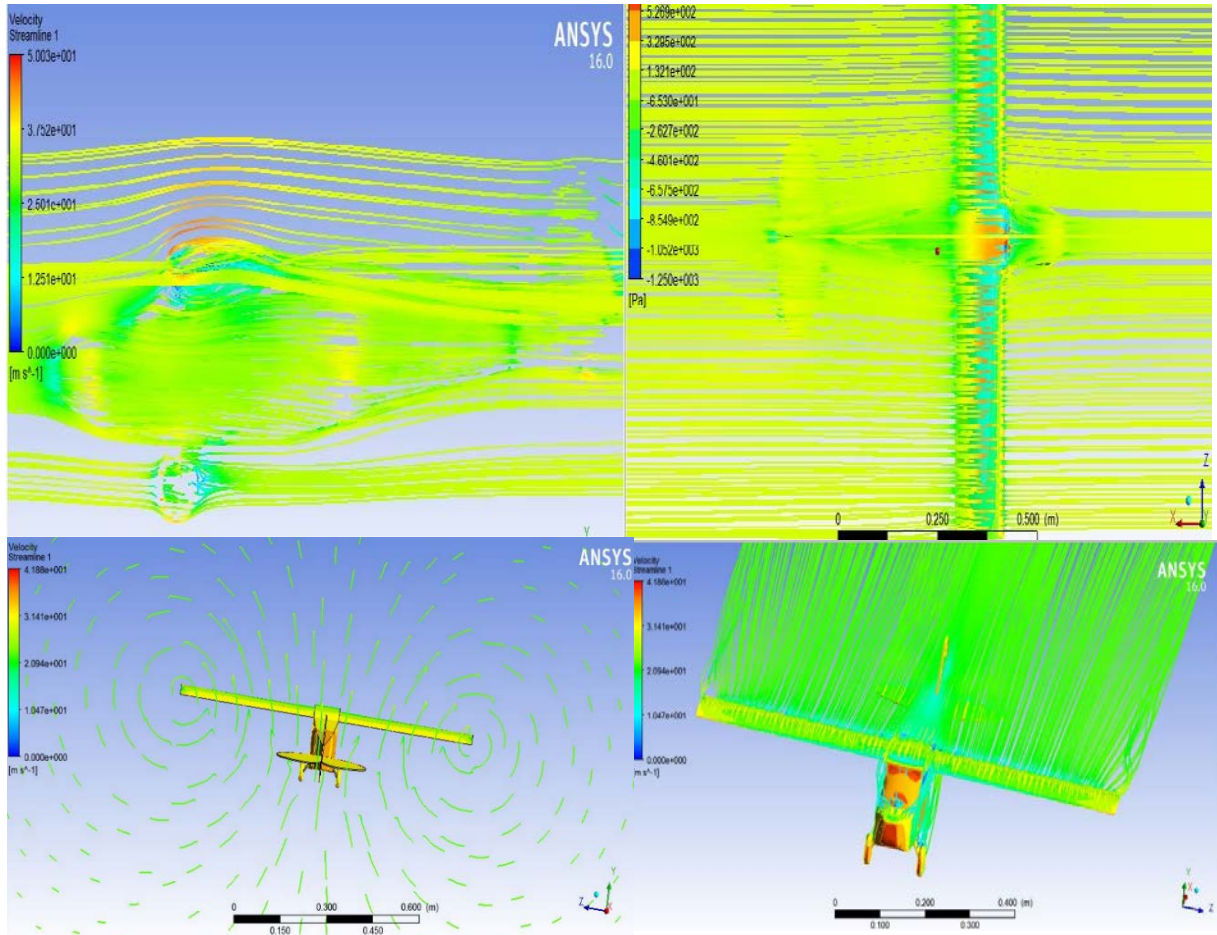 Velocity
Streamline 1
5.003e+001
3.752e+001
2.501e+001
1.251e+001
0.000e+000
[m s^-1]
ANSYS
16.0
Y
5.269e+002
3.295e+002
1.321e+002
-6.530e+001
-2.627e+002
-4.601e+002
-6.575e+002
-8.549e+002
-1.052e+003
-1.250e+003
[Pa]
0 0.250 0.500 (m)
Z
X
Y
Velocity
Streamline 1
4.188e+001
3.141e+001
2.094e+001
1.047e+001
0.000e+000
[m s^-1]
ANSYS
16.0
0 0.300 0.600 (m)
0.150 0.450
Y
Z
X
Velocity
Streamline 1
4.188e+001
3.141e+001
2.094e+001
1.047e+001
0.000e+000
[m s^-1]
ANSYS
16.0
0 0.200 0.400 (m)
0.100 0.300
Y
X
Z